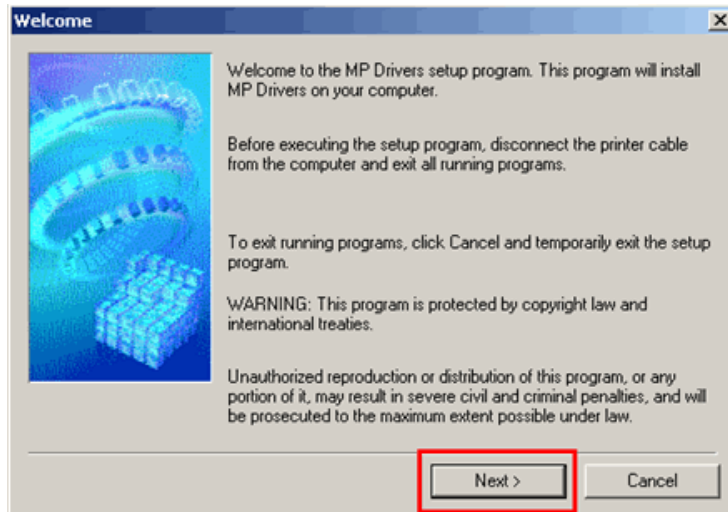 Welcome
Welcome to the MP Drivers setup program. This program will install
MP Drivers on your computer.
Before executing the setup program, disconnect the printer cable
from the computer and exit all running programs.
To exit running programs, click Cancel and temporarily exit the setup
program.
WARNING: This program is protected by copyright law and
international treaties.
Unauthorized reproduction or distribution of this program, or any
portion of it, may result in severe civil and criminal penalties, and will
be prosecuted to the maximum extent possible under law.
Next >
Cancel